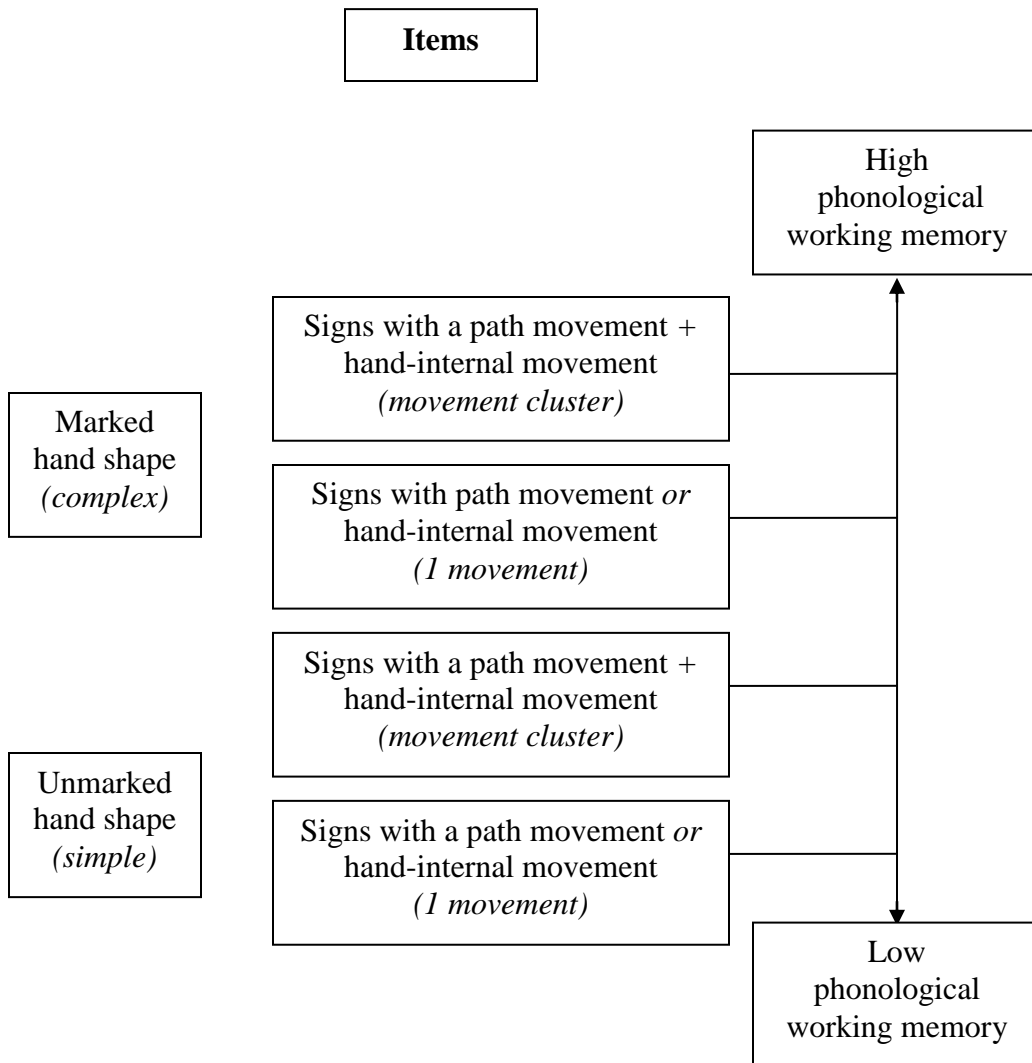 Items
High
phonological
working memory
Signs with a path movement +
hand-internal movement
(movement cluster)
Marked
hand shape
(complex)
Signs with path movement or
hand-internal movement
(1 movement)
Signs with a path movement +
hand-internal movement
(movement cluster)
Unmarked
hand shape
(simple)
Signs with a path movement or
hand-internal movement
(1 movement)
Low
phonological
working memory